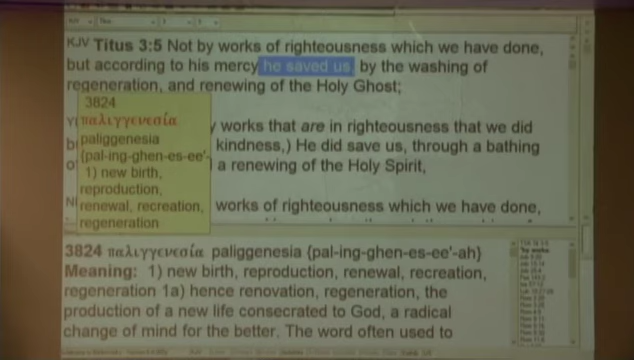 KJV Titus 3:5 Not by works of righteousness which we have done,
but according to his mercy he saved us, by the washing of
regeneration, and renewing of the Holy Ghost;
3824
παλιγγενεσία
paliggenesia
{pal-ing-ghen-es-ee'-
1) new birth,
reproduction,
renewal, recreation,
regeneration
works that are in righteousness that we did
kindness,) He did save us, through a bathing
a renewing of the Holy Spirit,
works of righteousness which we have done,
3824 παλιγγενεσία paliggenesia {pal-ing-ghen-es-ee'-ah}
Meaning: 1) new birth, reproduction, renewal, recreation,
regeneration 1a) hence renovation, regeneration, the
production of a new life consecrated to God, a radical
change of mind for the better. The word often used to